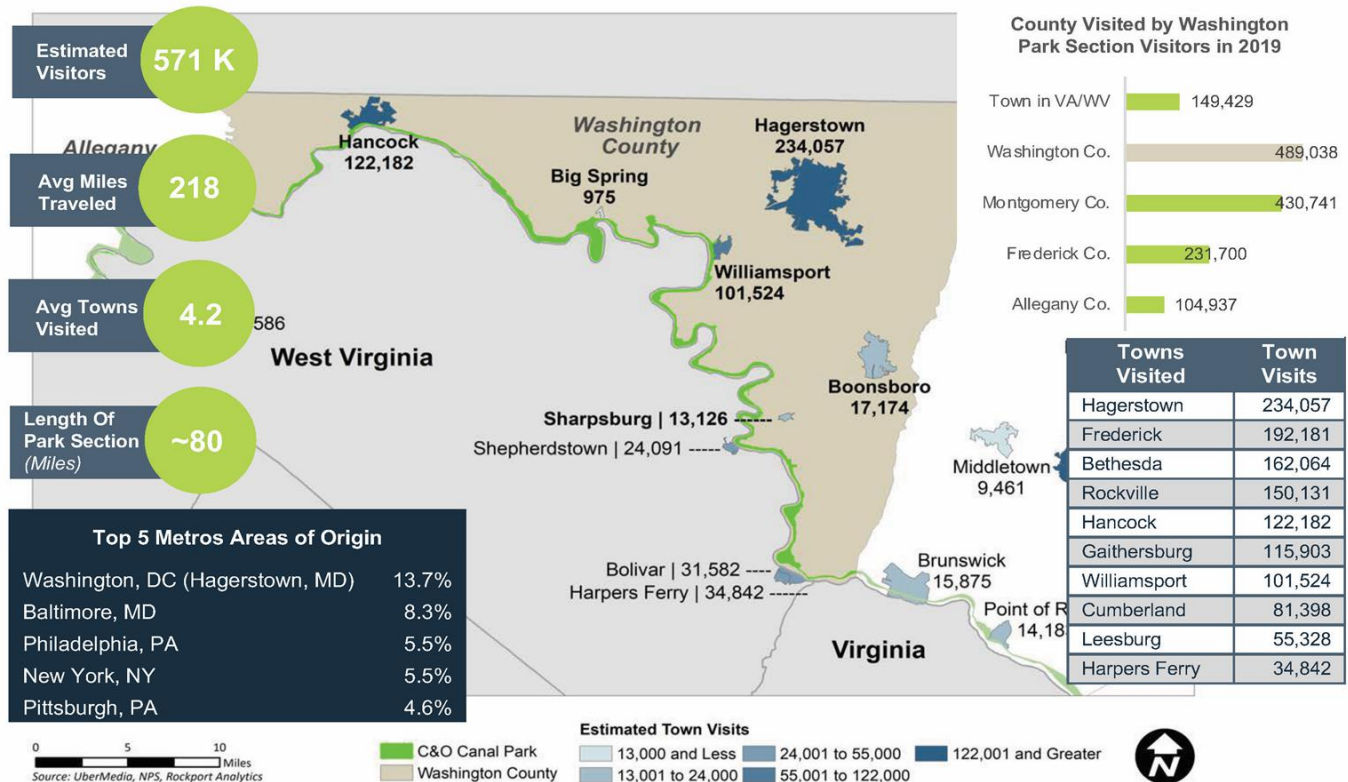 Estimated
Visitors
571 K
Avg Miles
Traveled
218
Avg Towns
Visited
4.2
Length Of
Park Section
(Miles)
~80
Allegany
586
Hancock
122,182
Washington
County
Big Spring
975
Hagerstown
234,057
Williamsport
101,524
West Virginia
Boonsboro
17,174
Sharpsburg | 13,126 ------
Shepherdstown | 24,091 -----
Middletown
9,461
Bolivar | 31,582 ----
Harpers Ferry | 34,842 ------
Brunswick
15,875
Point of R
14,18
Virginia
County Visited by Washington
Park Section Visitors in 2019
Town in VA/WV 149,429
Washington Co. 489,038
Montgomery Co. 430,741
Frederick Co. 231,700
Allegany Co. 104,937
Towns Visited Town Visits
Hagerstown 234,057
Frederick 192,181
Bethesda 162,064
Rockville 150,131
Hancock 122,182
Gaithersburg 115,903
Williamsport 101,524
Cumberland 81,398
Leesburg 55,328
Harpers Ferry 34,842
Top 5 Metros Areas of Origin
Washington, DC (Hagerstown, MD) 13.7%
Baltimore, MD 8.3%
Philadelphia, PA 5.5%
New York, NY 5.5%
Pittsburgh, PA 4.6%
0 5 10
Miles
Source: UberMedia, NPS, Rockport Analytics
C&O Canal Park
Washington County
Estimated Town Visits
13,000 and Less
13,001 to 24,000
24,001 to 55,000
55,001 to 122,000
122,001 and Greater
N